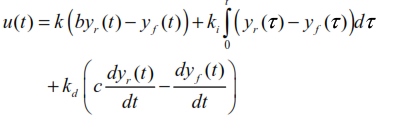 u(t) = k(by_r(t) − y_f(t)) + k_i ∫_0^t (y_r(τ) − y_f(τ))dτ
+ k_d (c dy_r(t)/dt − dy_f(t)/dt)